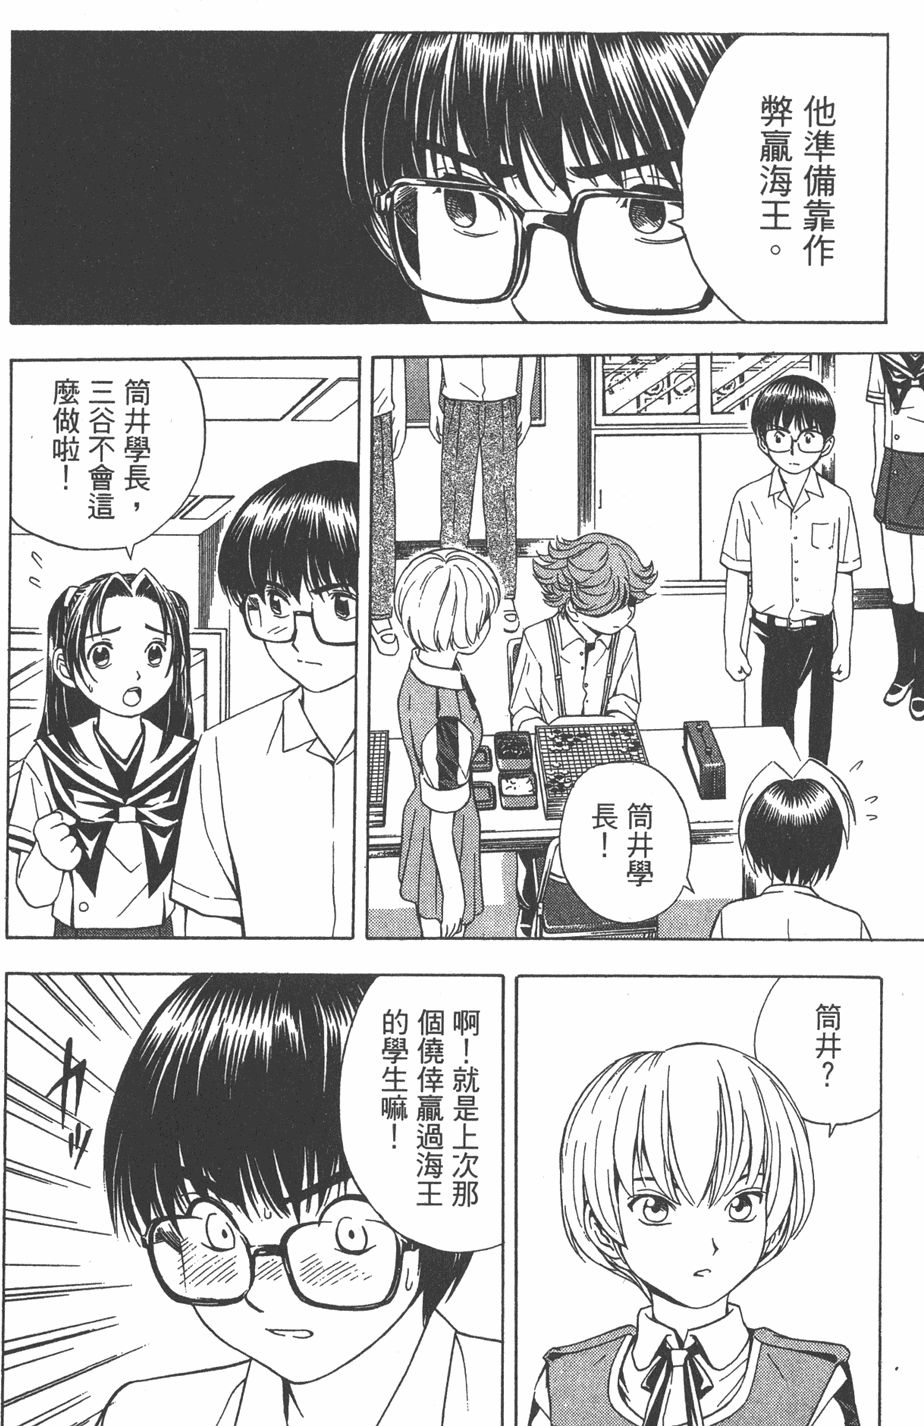 他準備靠作
弊贏海王。
筒井學
長！
筒井學長，
三谷不會這
麼做啦！
筒井？
啊！就是上次那
個僥倖贏過海王
的學生嘛！
カッ